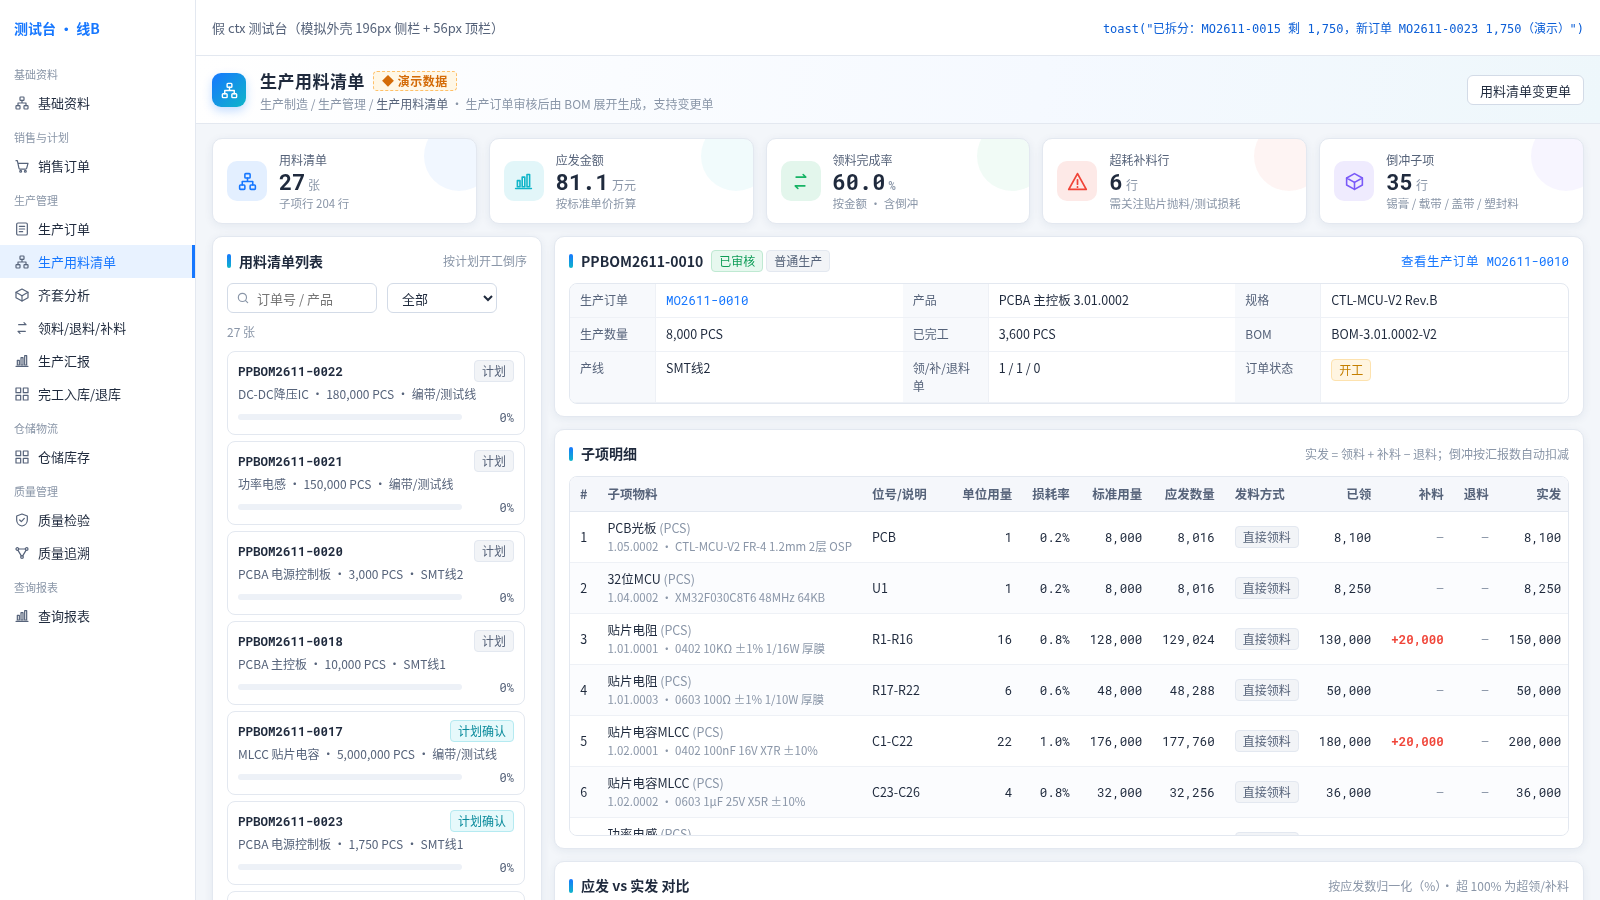 测试台 · 线B
基础资料
基础资料
销售与计划
销售订单
生产管理
生产订单
生产用料清单
齐套分析
领料/退料/补料
生产汇报
完工入库/退库
仓储物流
仓储库存
质量管理
质量检验
质量追溯
查询报表
查询报表
假 ctx 测试台（模拟外壳 196px 侧栏 + 56px 顶栏）
toast("已拆分: MO2611-0015 剩 1,750，新订单 MO2611-0023 1,750（演示）")
生产用料清单 ◆ 演示数据
生产制造 / 生产管理 / 生产用料清单 · 生产订单审核后由 BOM 展开生成，支持变更单
用料清单变更单
用料清单
27 张
子项行 204 行
应发金额
81.1 万元
按标准单价折算
领料完成率
60.0 %
按金额 · 含倒冲
超耗补料行
6 行
需关注贴片抛料/测试损耗
倒冲子项
35 行
锡膏 / 载带 / 盖带 / 塑封料
用料清单列表 按计划开工倒序
订单号 / 产品 全部
27 张
PPBOM2611-0022 计划
DC-DC降压IC · 180,000 PCS · 编带/测试线
0%
PPBOM2611-0021 计划
功率电感 · 150,000 PCS · 编带/测试线
0%
PPBOM2611-0020 计划
PCBA 电源控制板 · 3,000 PCS · SMT线2
0%
PPBOM2611-0018 计划
PCBA 主控板 · 10,000 PCS · SMT线1
0%
PPBOM2611-0017 计划确认
MLCC 贴片电容 · 5,000,000 PCS · 编带/测试线
0%
PPBOM2611-0023 计划确认
PCBA 电源控制板 · 1,750 PCS · SMT线1
0%
PPBOM2611-0010 已审核 普通生产 查看生产订单 MO2611-0010
生产订单 MO2611-0010 产品 PCBA 主控板 3.01.0002 规格 CTL-MCU-V2 Rev.B
生产数量 8,000 PCS 已完工 3,600 PCS BOM BOM-3.01.0002-V2
产线 SMT线2 领/补/退料单 1 / 1 / 0 订单状态 开工
子项明细 实发 = 领料 + 补料 − 退料；倒冲按汇报数自动扣减
# 子项物料 位号/说明 单位用量 损耗率 标准用量 应发数量 发料方式 已领 补料 退料 实发
1 PCB光板 (PCS) PCB 1 0.2% 8,000 8,016 直接领料 8,100 — — 8,100
1.05.0002 · CTL-MCU-V2 FR-4 1.2mm 2层 OSP
2 32位MCU (PCS) U1 1 0.2% 8,000 8,016 直接领料 8,250 — — 8,250
1.04.0002 · XM32F030C8T6 48MHz 64KB
3 贴片电阻 (PCS) R1-R16 16 0.8% 128,000 129,024 直接领料 130,000 +20,000 — 150,000
1.01.0001 · 0402 10KΩ ±1% 1/16W 厚膜
4 贴片电阻 (PCS) R17-R22 6 0.6% 48,000 48,288 直接领料 50,000 — — 50,000
1.01.0003 · 0603 100Ω ±1% 1/10W 厚膜
5 贴片电容MLCC (PCS) C1-C22 22 1.0% 176,000 177,760 直接领料 180,000 +20,000 — 200,000
1.02.0001 · 0402 100nF 16V X7R ±10%
6 贴片电容MLCC (PCS) C23-C26 4 0.8% 32,000 32,256 直接领料 36,000 — — 36,000
1.02.0002 · 0603 1μF 25V X5R ±10%
功率电感 (PCS)
应发 vs 实发 对比 按应发数归一化（%）· 超 100% 为超领/补料